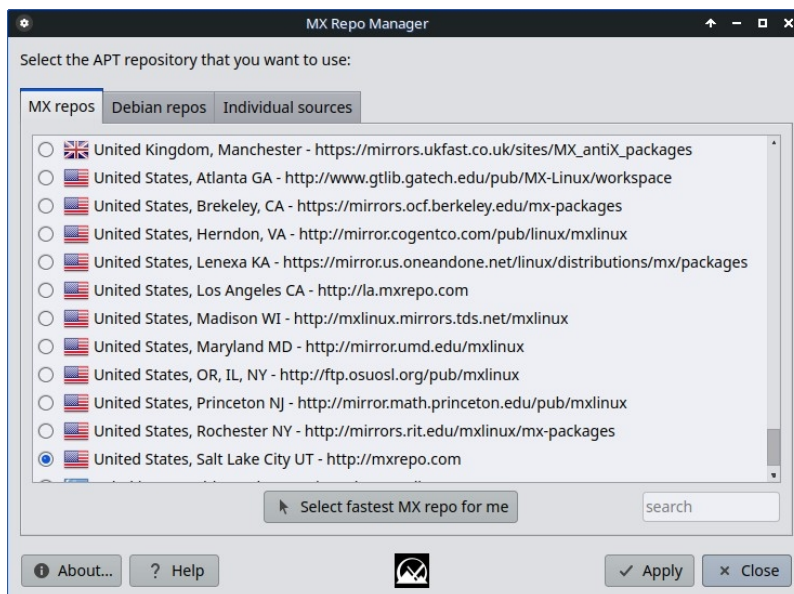 MX Repo Manager
Select the APT repository that you want to use:
MX repos Debian repos Individual sources
United Kingdom, Manchester - https://mirrors.ukfast.co.uk/sites/MX_antiX_packages
United States, Atlanta GA - http://www.gtlib.gatech.edu/pub/MX-Linux/workspace
United States, Brekeley, CA - https://mirrors.ocf.berkeley.edu/mx-packages
United States, Herndon, VA - http://mirror.cogentco.com/pub/linux/mxlinux
United States, Lenexa KA - https://mirror.us.oneandone.net/linux/distributions/mx/packages
United States, Los Angeles CA - http://la.mxrepo.com
United States, Madison WI - http://mxlinux.mirrors.tds.net/mxlinux
United States, Maryland MD - http://mirror.umd.edu/mxlinux
United States, OR, IL, NY - http://ftp.osuosl.org/pub/mxlinux
United States, Princeton NJ - http://mirror.math.princeton.edu/pub/mxlinux
United States, Rochester NY - http://mirrors.rit.edu/mxlinux/mx-packages
United States, Salt Lake City UT - http://mxrepo.com
Select fastest MX repo for me
search
About... ? Help Apply Close